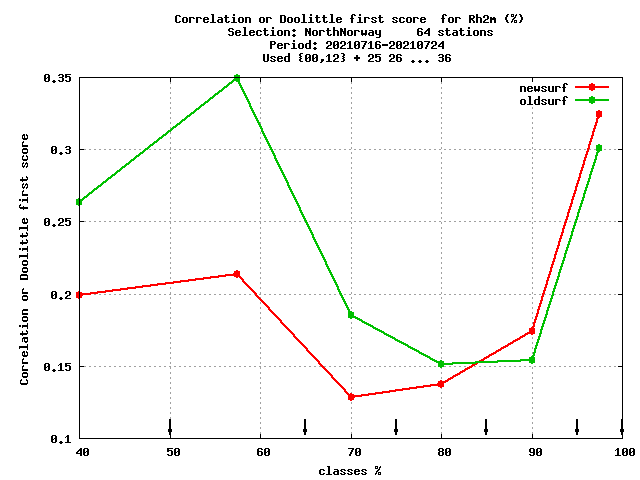 Correlation or Doolittle first score  for Rh2m (%)
Selection: NorthNorway     64 stations
Period: 20210716-20210724
Used {00,12} + 25 26 ... 36
newsurf
oldsurf
Correlation or Doolittle first score
0.35
0.3
0.25
0.2
0.15
0.1
40 50 60 70 80 90 100
classes %